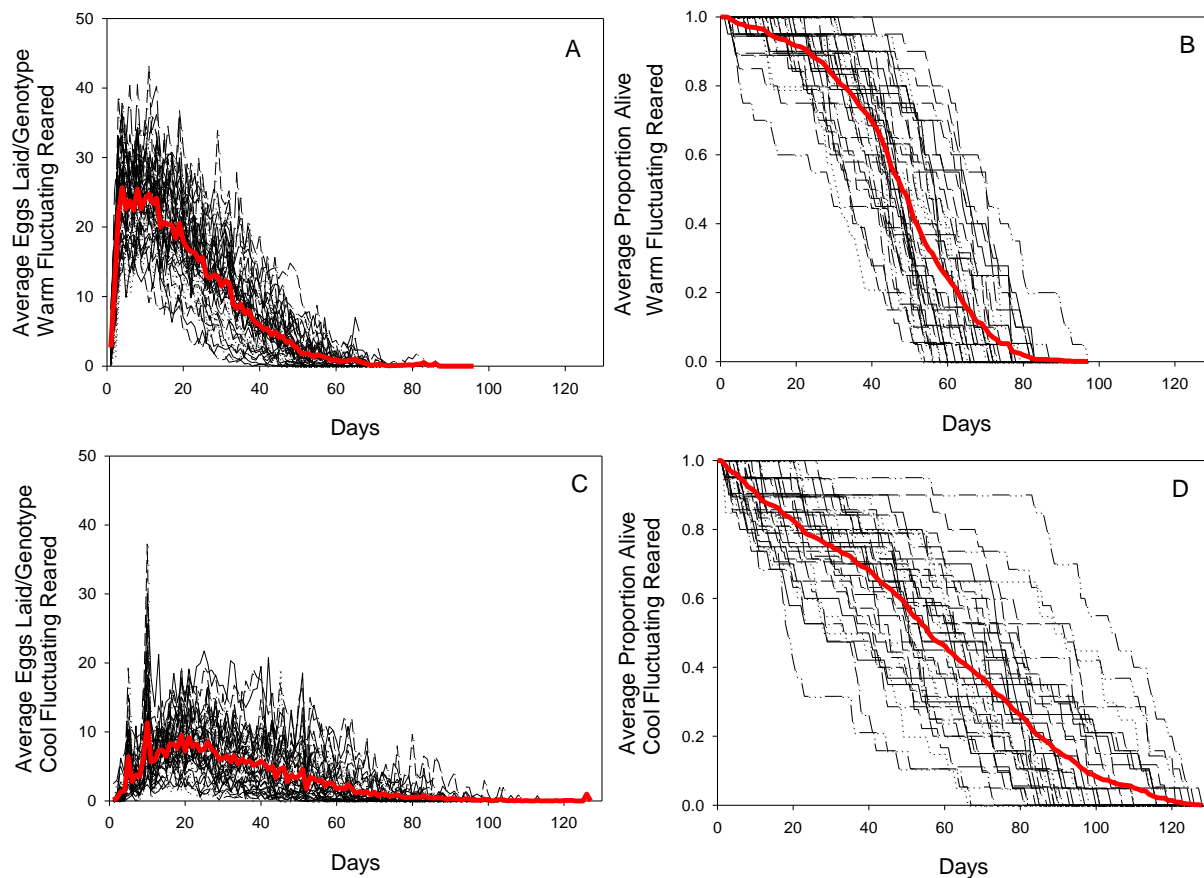 A
Average Eggs Laid/Genotype
Warm Fluctuating Reared
50
40
30
20
10
0
0 20 40 60 80 100 120
Days
B
Average Proportion Alive
Warm Fluctuating Reared
1.0
0.8
0.6
0.4
0.2
0.0
0 20 40 60 80 100 120
Days
C
Average Eggs Laid/Genotype
Cool Fluctuating Reared
50
40
30
20
10
0
0 20 40 60 80 100 120
Days
D
Average Proportion Alive
Cool Fluctuating Reared
1.0
0.8
0.6
0.4
0.2
0.0
0 20 40 60 80 100 120
Days